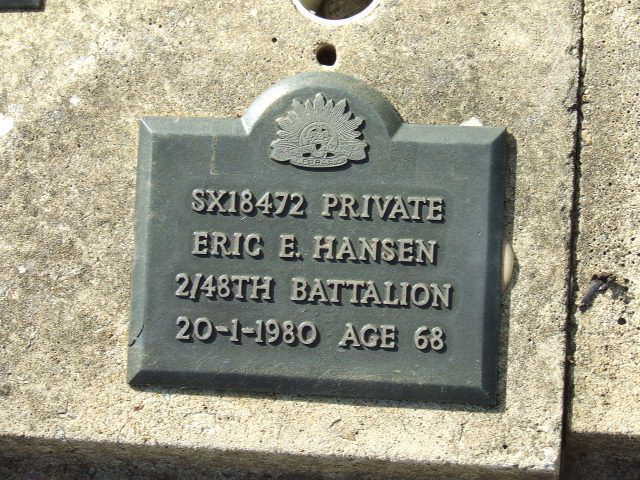 SX18472 PRIVATE
ERIC E. HANSEN
2/48TH BATTALION
20-1-1980 AGE 68